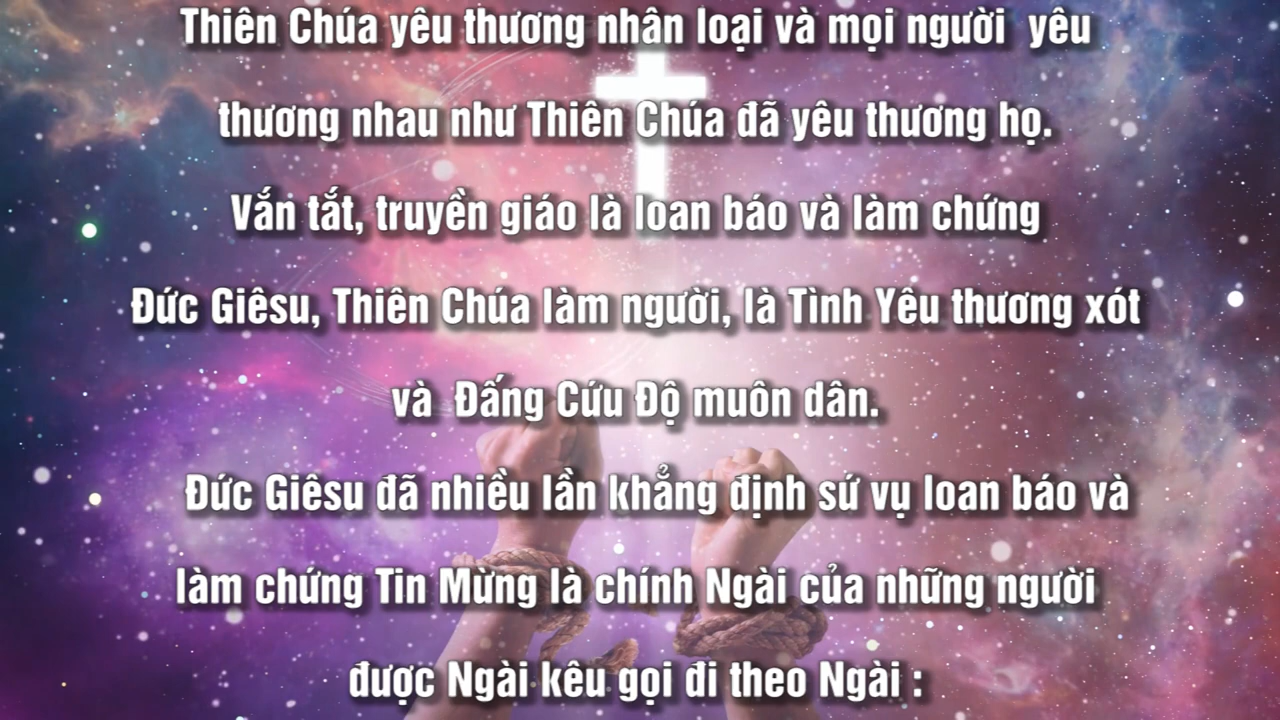 Thiên Chúa yêu thương nhân loại và mọi người yêu
thương nhau như Thiên Chúa đã yêu thương họ.
Vắn tắt, truyền giáo là loan báo và làm chứng
Đức Giêsu, Thiên Chúa làm người, là Tình Yêu thương xót
và Đấng Cứu Độ muôn dân.
Đức Giêsu đã nhiều lần khẳng định sứ vụ loan báo và
làm chứng Tin Mừng là chính Ngài của những người
được Ngài kêu gọi đi theo Ngài :